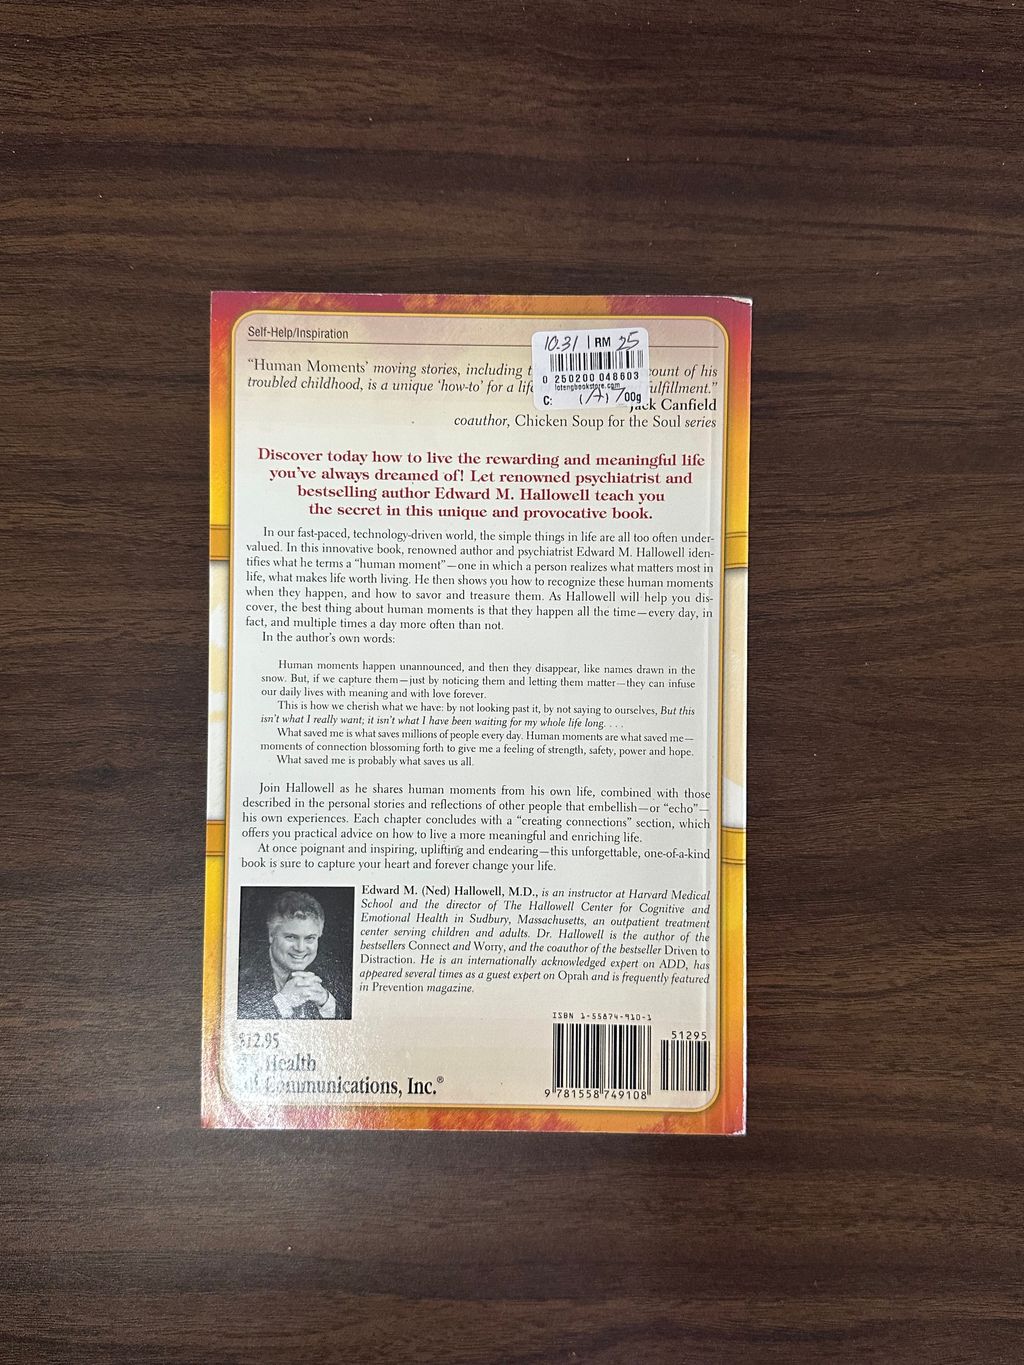 Self-Help/Inspiration
10.31 | RM 25
0 250200 048603
lotengbookstore.com
C: (A) 700g
“Human Moments’ moving stories, including t count of his
troubled childhood, is a unique ‘how-to’ for a life ulfillment.”
Jack Canfield
coauthor, Chicken Soup for the Soul series
Discover today how to live the rewarding and meaningful life
you’ve always dreamed of! Let renowned psychiatrist and
bestselling author Edward M. Hallowell teach you
the secret in this unique and provocative book.
In our fast-paced, technology-driven world, the simple things in life are all too often under-
valued. In this innovative book, renowned author and psychiatrist Edward M. Hallowell iden-
tifies what he terms a “human moment”—one in which a person realizes what matters most in
life, what makes life worth living. He then shows you how to recognize these human moments
when they happen, and how to savor and treasure them. As Hallowell will help you dis-
cover, the best thing about human moments is that they happen all the time—every day, in
fact, and multiple times a day more often than not.
In the author’s own words:
Human moments happen unannounced, and then they disappear, like names drawn in the
snow. But, if we capture them—just by noticing them and letting them matter—they can infuse
our daily lives with meaning and with love forever.
This is how we cherish what we have: by not looking past it, by not saying to ourselves, But this
isn’t what I really want; it isn’t what I have been waiting for my whole life long. . . .
What saved me is what saves millions of people every day. Human moments are what saved me—
moments of connection blossoming forth to give me a feeling of strength, safety, power and hope.
What saved me is probably what saves us all.
Join Hallowell as he shares human moments from his own life, combined with those
described in the personal stories and reflections of other people that embellish—or “echo”—
his own experiences. Each chapter concludes with a “creating connections” section, which
offers you practical advice on how to live a more meaningful and enriching life.
At once poignant and inspiring, uplifting and endearing—this unforgettable, one-of-a-kind
book is sure to capture your heart and forever change your life.
Edward M. (Ned) Hallowell, M.D., is an instructor at Harvard Medical
School and the director of The Hallowell Center for Cognitive and
Emotional Health in Sudbury, Massachusetts, an outpatient treatment
center serving children and adults. Dr. Hallowell is the author of the
bestsellers Connect and Worry, and the coauthor of the bestseller Driven to
Distraction. He is an internationally acknowledged expert on ADD, has
appeared several times as a guest expert on Oprah and is frequently featured
in Prevention magazine.
$12.95
Health
Communications, Inc.®
ISBN 1-55874-910-1
51295
9 781558 749108